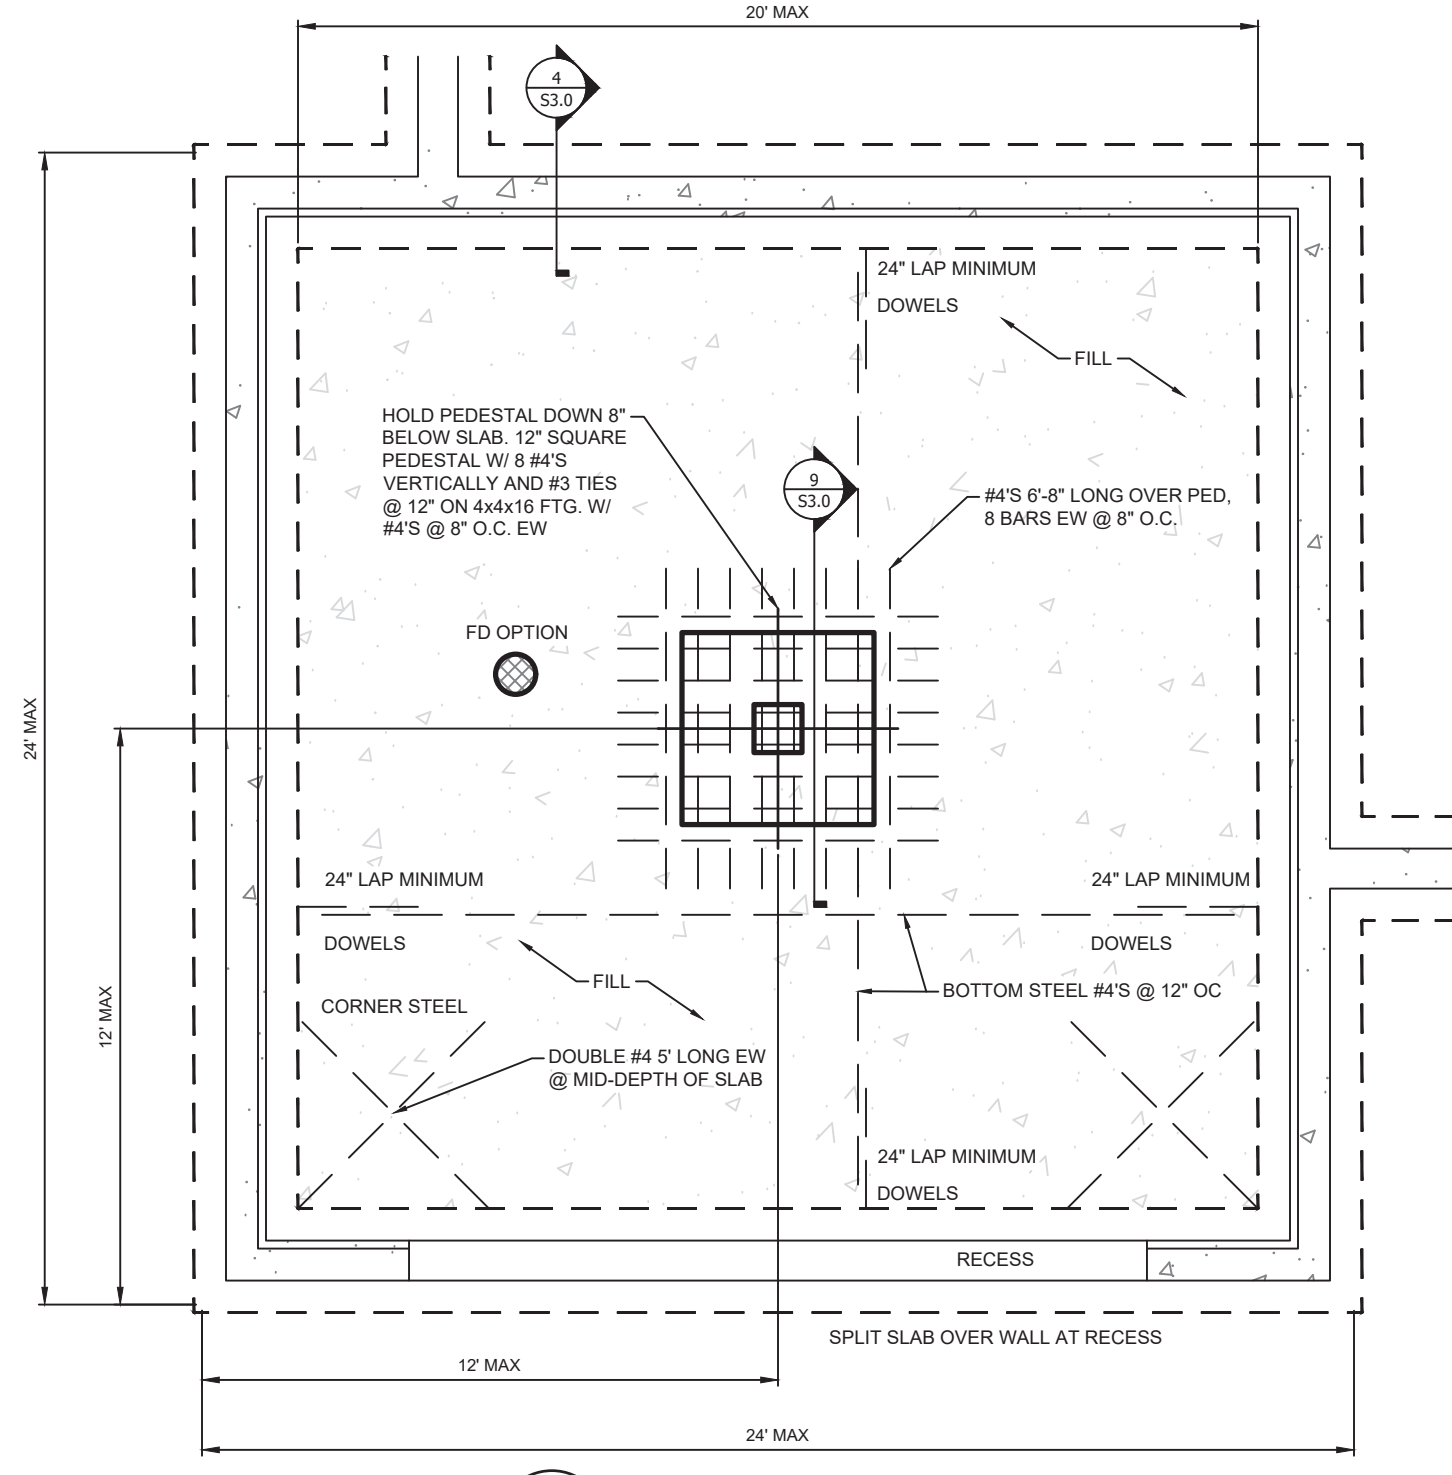 20' MAX
4
S3.0
24" LAP MINIMUM
DOWELS
FILL
HOLD PEDESTAL DOWN 8"
BELOW SLAB. 12" SQUARE
PEDESTAL W/ 8 #4'S
VERTICALLY AND #3 TIES
@ 12" ON 4x4x16 FTG. W/
#4'S @ 8" O.C. EW
9
S3.0
#4'S 6'-8" LONG OVER PED,
8 BARS EW @ 8" O.C.
FD OPTION
24' MAX
24" LAP MINIMUM
24" LAP MINIMUM
DOWELS
DOWELS
FILL
BOTTOM STEEL #4'S @ 12" OC
CORNER STEEL
12' MAX
DOUBLE #4 5' LONG EW
@ MID-DEPTH OF SLAB
24" LAP MINIMUM
DOWELS
RECESS
SPLIT SLAB OVER WALL AT RECESS
12' MAX
24' MAX